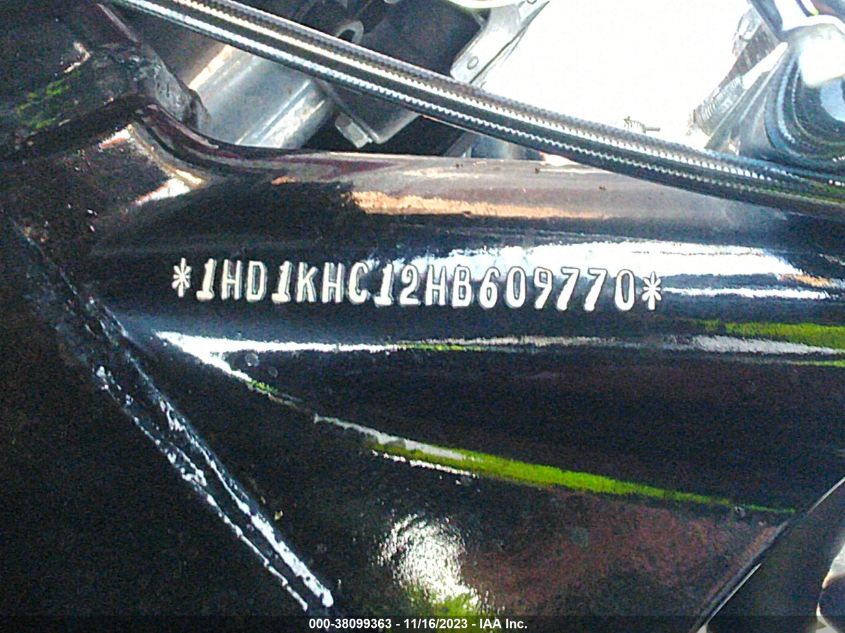 *1HD1KHC12HB609770*
000-38099363 - 11/16/2023 - IAA Inc.